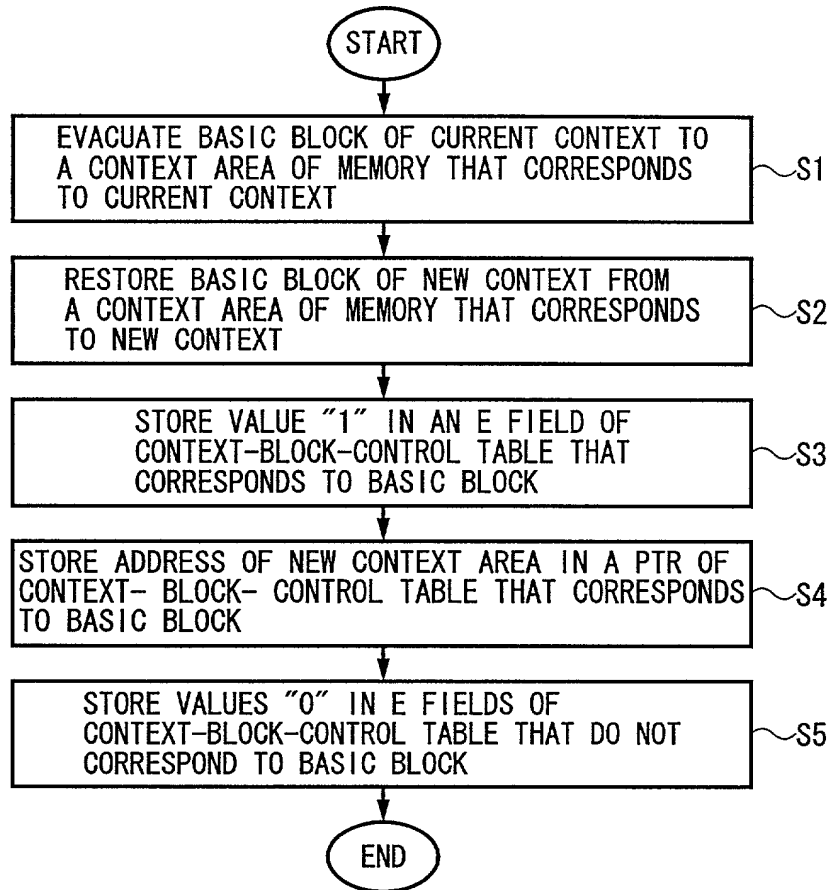 START
EVACUATE BASIC BLOCK OF CURRENT CONTEXT TO
A CONTEXT AREA OF MEMORY THAT CORRESPONDS
TO CURRENT CONTEXT
S1
RESTORE BASIC BLOCK OF NEW CONTEXT FROM
A CONTEXT AREA OF MEMORY THAT CORRESPONDS
TO NEW CONTEXT
S2
STORE VALUE "1" IN AN E FIELD OF
CONTEXT-BLOCK-CONTROL TABLE THAT
CORRESPONDS TO BASIC BLOCK
S3
STORE ADDRESS OF NEW CONTEXT AREA IN A PTR OF
CONTEXT- BLOCK- CONTROL TABLE THAT CORRESPONDS
TO BASIC BLOCK
S4
STORE VALUES "0" IN E FIELDS OF
CONTEXT-BLOCK-CONTROL TABLE THAT DO NOT
CORRESPOND TO BASIC BLOCK
S5
END